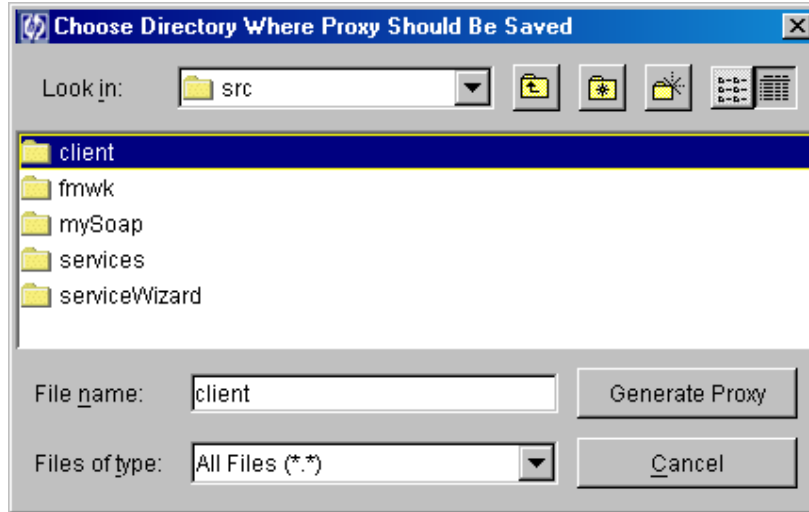 Choose Directory Where Proxy Should Be Saved
Look in: src
client
fmwk
mySoap
services
serviceWizard
File name: client Generate Proxy
Files of type: All Files (*.*) Cancel